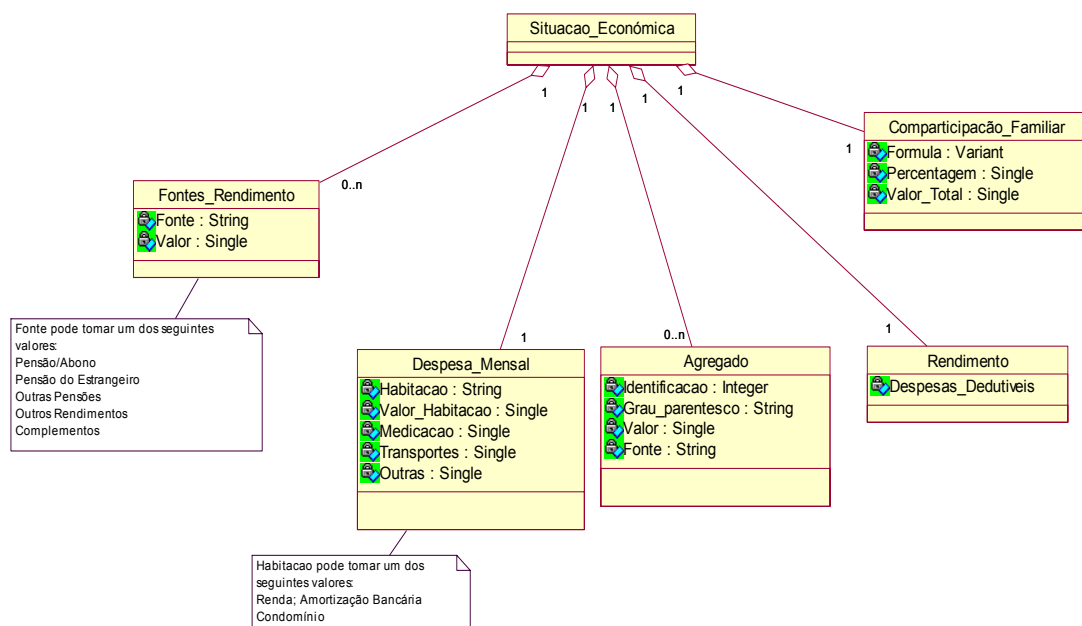 Situacao_Económica
1
1
1
1
1
Comparticipacão_Familiar
Formula : Variant
Percentagem : Single
Valor_Total : Single
1
0..n
Fontes_Rendimento
Fonte : String
Valor : Single
Fonte pode tomar um dos seguintes
valores:
Pensão/Abono
Pensão do Estrangeiro
Outras Pensões
Outros Rendimentos
Complementos
1
Despesa_Mensal
Habitacao : String
Valor_Habitacao : Single
Medicacao : Single
Transportes : Single
Outras : Single
0..n
Agregado
Identificacao : Integer
Grau_parentesco : String
Valor : Single
Fonte : String
1
Rendimento
Despesas_Dedutiveis
Habitacao pode tomar um dos
seguintes valores:
Renda; Amortização Bancária
Condomínio